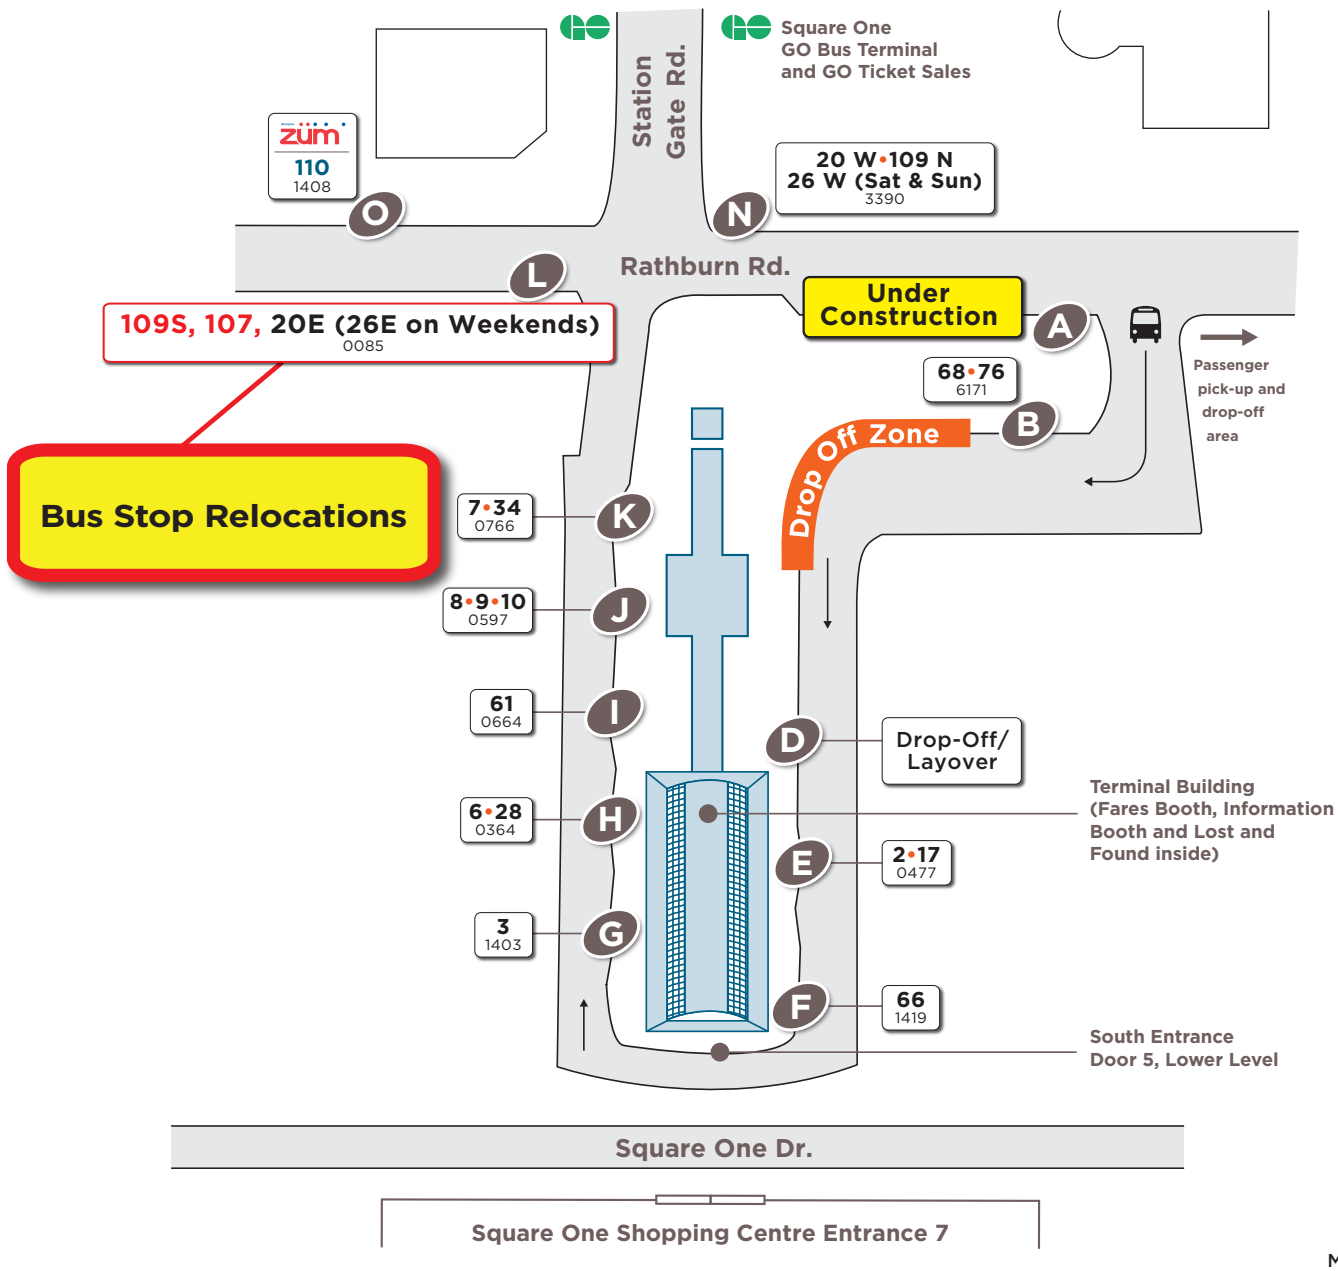 GO
GO
Square One
GO Bus Terminal
and GO Ticket Sales
Station
Gate Rd.
züm
110
1408
O
20 W•109 N
26 W (Sat & Sun)
3390
N
L
Rathburn Rd.
109S, 107, 20E (26E on Weekends)
0085
Under
Construction
A
Passenger
pick-up and
drop-off
area
68•76
6171
B
Drop Off Zone
Bus Stop Relocations
7•34
0766
K
8•9•10
0597
J
61
0664
I
D
Drop-Off/
Layover
Terminal Building
(Fares Booth, Information
Booth and Lost and
Found inside)
6•28
0364
H
E
2•17
0477
3
1403
G
F
66
1419
South Entrance
Door 5, Lower Level
Square One Dr.
Square One Shopping Centre Entrance 7
M